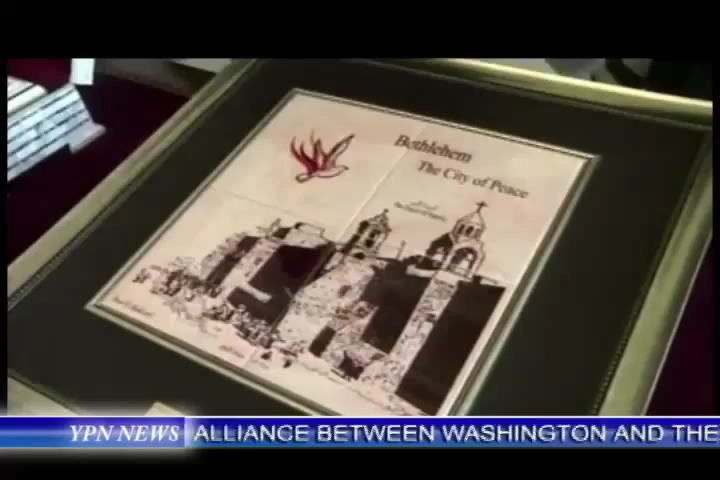 Bethlehem
The City of Peace
YPN NEWS
ALLIANCE BETWEEN WASHINGTON AND THE